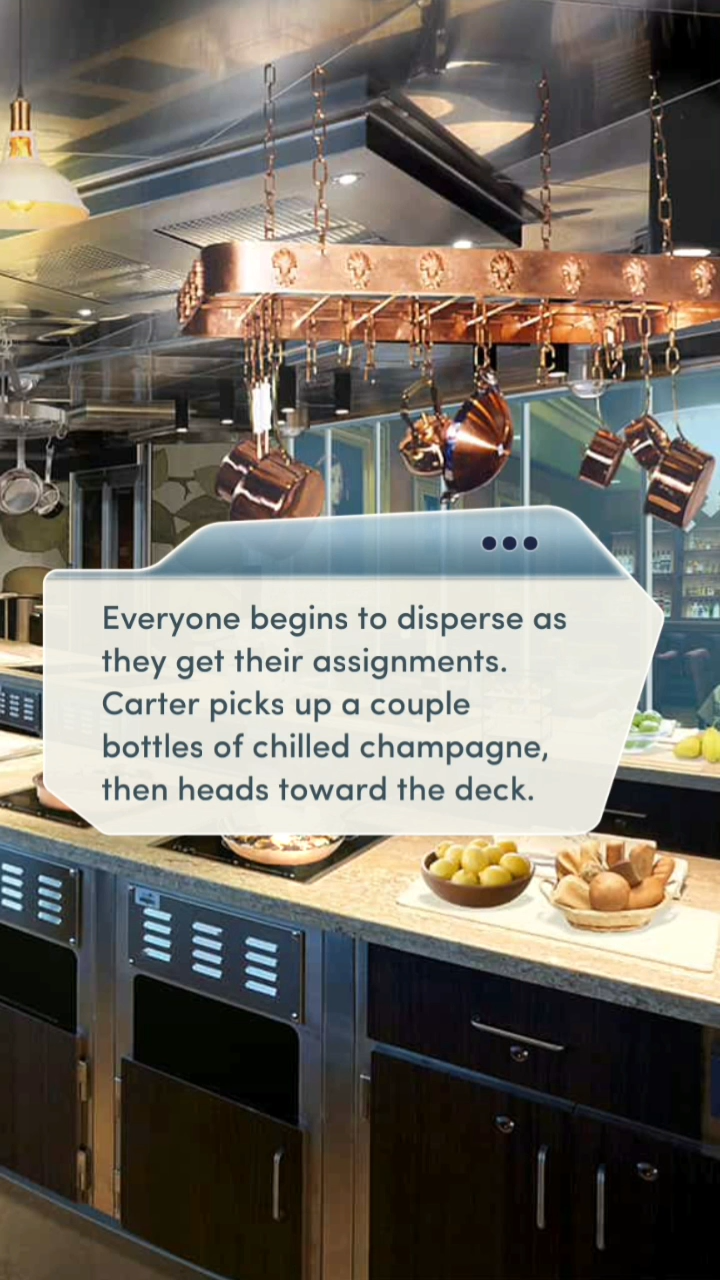 Everyone begins to disperse as
they get their assignments.
Carter picks up a couple
bottles of chilled champagne,
then heads toward the deck.